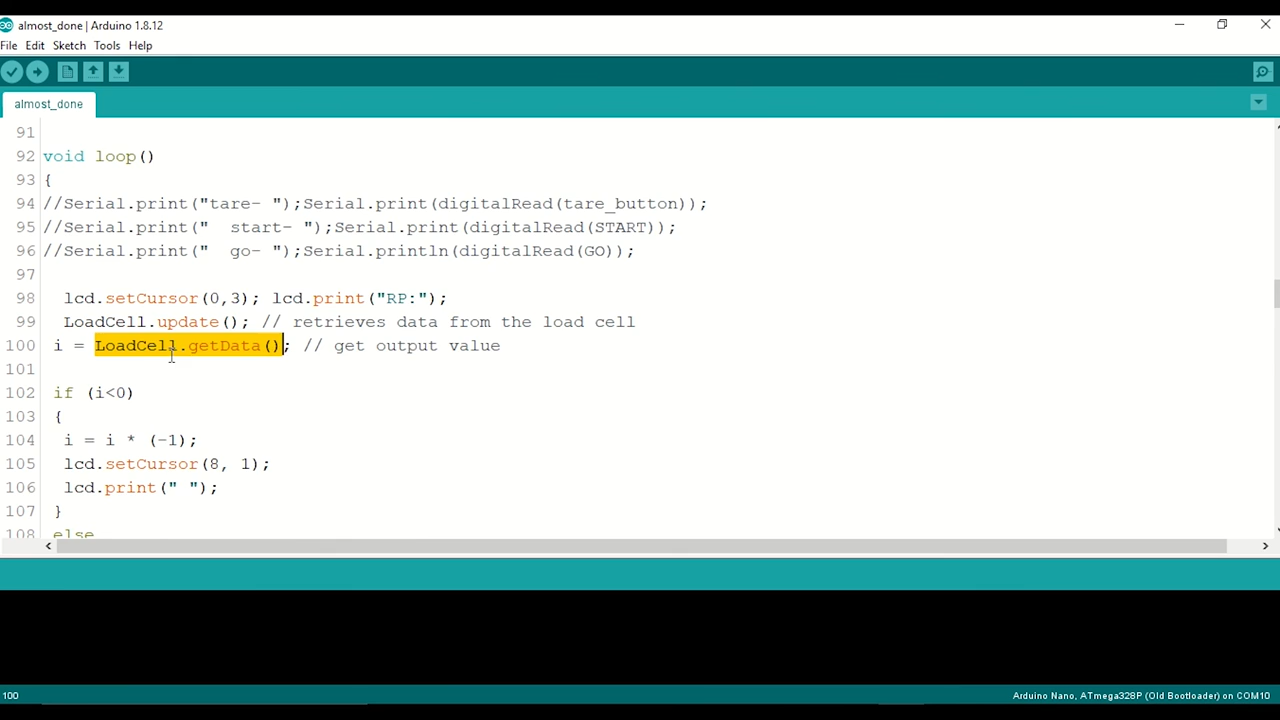 almost_done | Arduino 1.8.12
File Edit Sketch Tools Help
almost_done
91
92 void loop()
93 {
94 //Serial.print("tare- ");Serial.print(digitalRead(tare_button));
95 //Serial.print("  start- ");Serial.print(digitalRead(START));
96 //Serial.print("  go- ");Serial.println(digitalRead(GO));
97
98   lcd.setCursor(0,3); lcd.print("RP:");
99   LoadCell.update(); // retrieves data from the load cell
100  i = LoadCell.getData(); // get output value
101
102  if (i<0)
103  {
104   i = i * (-1);
105   lcd.setCursor(8, 1);
106   lcd.print(" ");
107  }
108  else
100
Arduino Nano, ATmega328P (Old Bootloader) on COM10